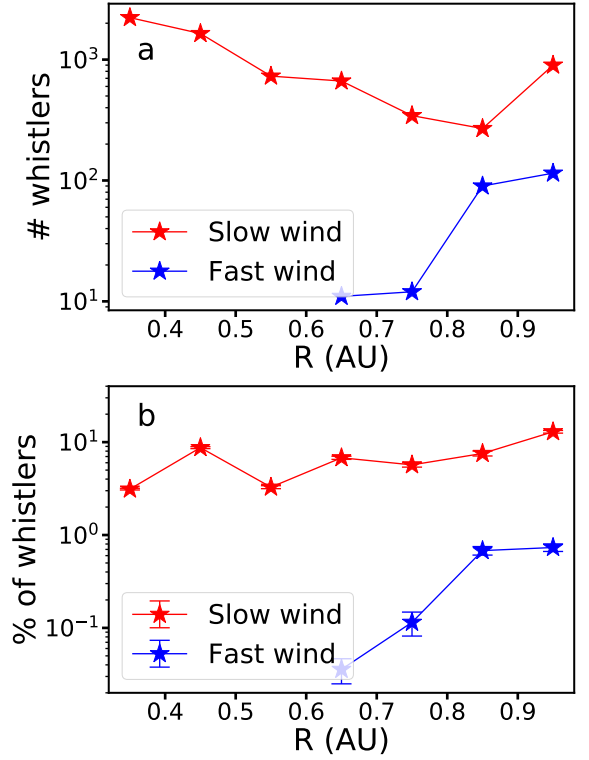 a
# whistlers
10³
10²
10¹
Slow wind
Fast wind
0.4 0.5 0.6 0.7 0.8 0.9
R (AU)
b
% of whistlers
10¹
10⁰
10⁻¹
Slow wind
Fast wind
0.4 0.5 0.6 0.7 0.8 0.9
R (AU)